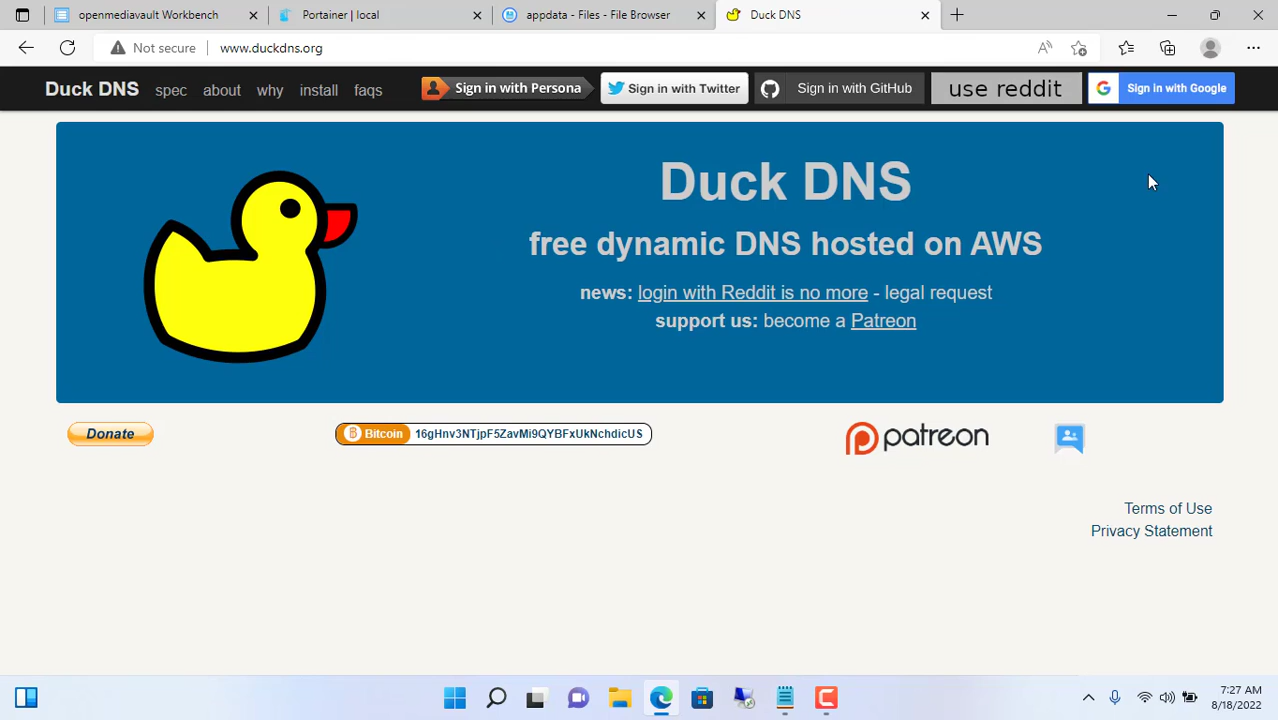 openmediavault Workbench
Portainer | local
appdata - Files - File Browser
Duck DNS
Not secure
www.duckdns.org
Duck DNS
spec
about
why
install
faqs
Sign in with Persona
Sign in with Twitter
Sign in with GitHub
use reddit
Sign in with Google
Duck DNS
free dynamic DNS hosted on AWS
news: login with Reddit is no more - legal request
support us: become a Patreon
Donate
Bitcoin 16gHnv3NTjpF5ZavMi9QYBFxUkNchdicUS
patreon
Terms of Use
Privacy Statement
7:27 AM
8/18/2022